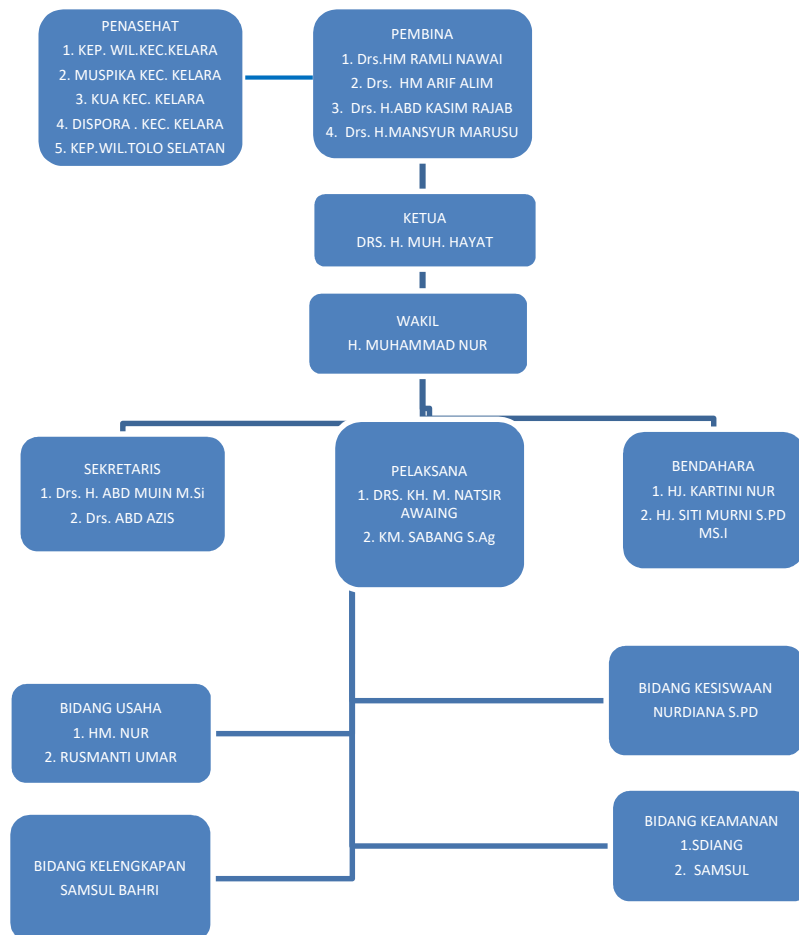 PENASEHAT
1. KEP. WIL.KEC.KELARA
2. MUSPIKA KEC. KELARA
3. KUA KEC. KELARA
4. DISPORA . KEC. KELARA
5. KEP.WIL.TOLO SELATAN
PEMBINA
1. Drs.HM RAMLI NAWAI
2. Drs. HM ARIF ALIM
3. Drs. H.ABD KASIM RAJAB
4. Drs. H.MANSYUR MARUSU
KETUA
DRS. H. MUH. HAYAT
WAKIL
H. MUHAMMAD NUR
SEKRETARIS
1. Drs. H. ABD MUIN M.Si
2. Drs. ABD AZIS
PELAKSANA
1. DRS. KH. M. NATSIR
AWAING
2. KM. SABANG S.Ag
BENDAHARA
1. HJ. KARTINI NUR
2. HJ. SITI MURNI S.PD
MS.I
BIDANG USAHA
1. HM. NUR
2. RUSMANTI UMAR
BIDANG KESISWAAN
NURDIANA S.PD
BIDANG KELENGKAPAN
SAMSUL BAHRI
BIDANG KEAMANAN
1.SDIANG
2. SAMSUL